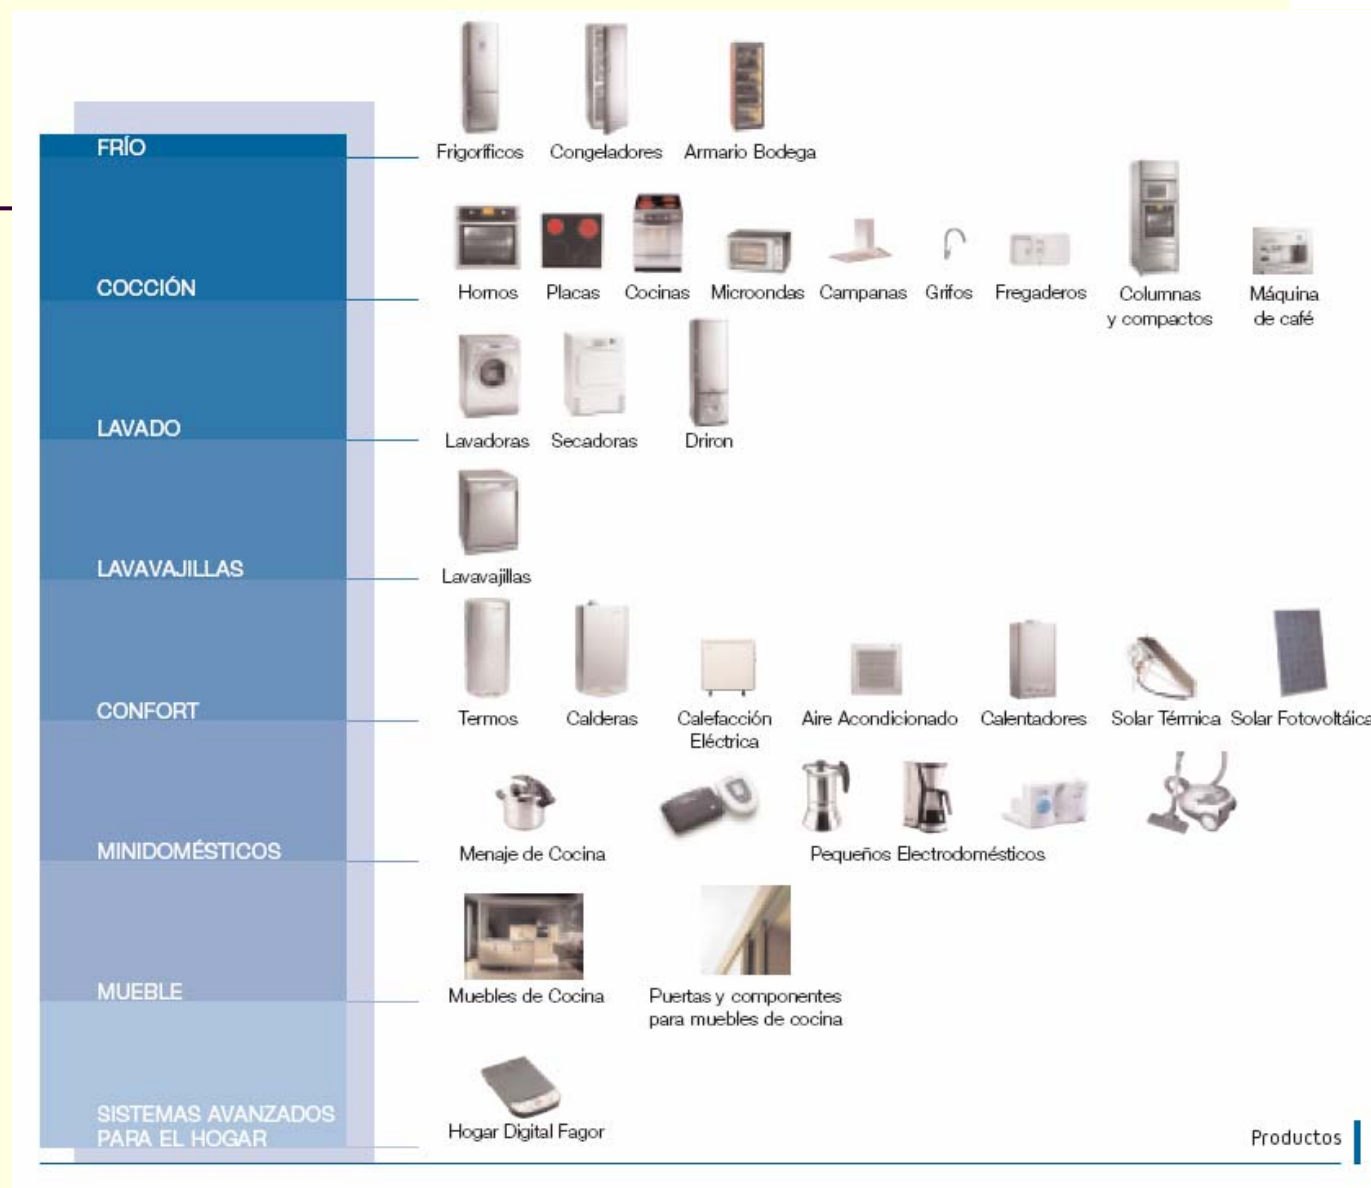 FRÍO
Frigoríficos Congeladores Armario Bodega
COCCIÓN
Hornos Placas Cocinas Microondas Campanas Grifos Fregaderos Columnas Máquina
y compactos de café
LAVADO
Lavadoras Secadoras Driron
LAVAVAJILLAS
Lavavajillas
CONFORT
Termos Calderas Calefacción Aire Acondicionado Calentadores Solar Térmica Solar Fotovoltáica
Eléctrica
MINIDOMÉSTICOS
Menaje de Cocina Pequeños Electrodomésticos
MUEBLE
Muebles de Cocina Puertas y componentes
para muebles de cocina
SISTEMAS AVANZADOS
PARA EL HOGAR
Hogar Digital Fagor
Productos